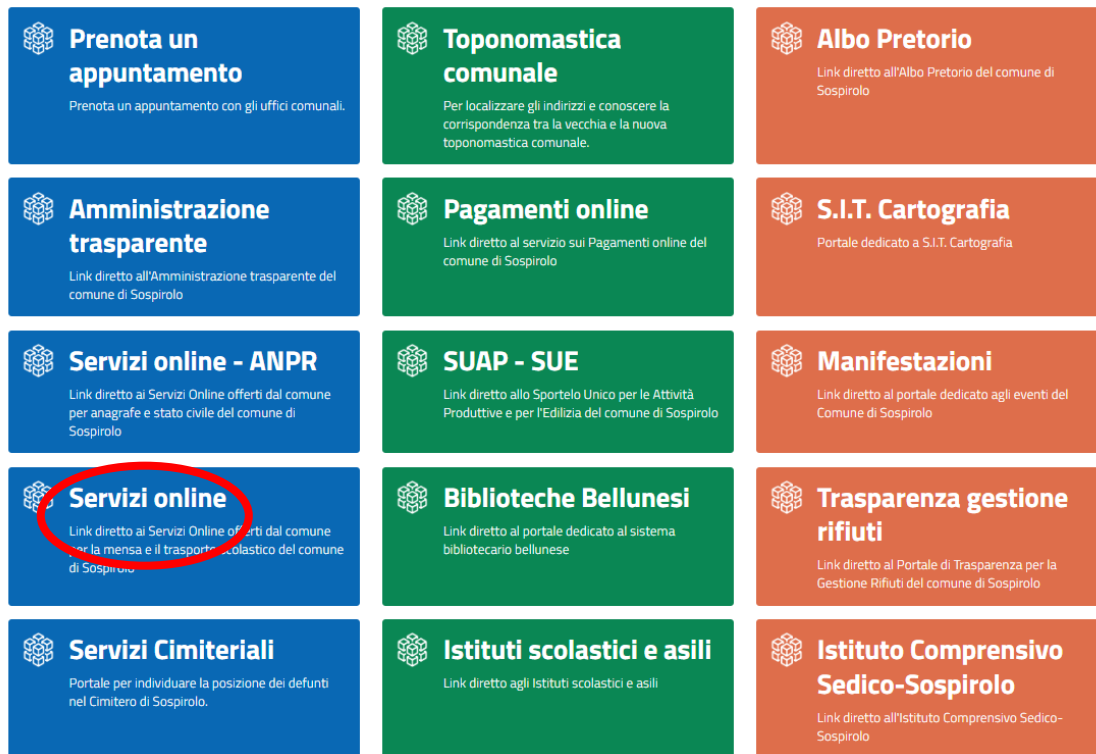 Prenota un
appuntamento
Prenota un appuntamento con gli uffici comunali.
Toponomastica
comunale
Per localizzare gli indirizzi e conoscere la
corrispondenza tra la vecchia e la nuova
toponomastica comunale.
Albo Pretorio
Link diretto all'Albo Pretorio del comune di
Sospirolo
Amministrazione
trasparente
Link diretto all'Amministrazione trasparente del
comune di Sospirolo
Pagamenti online
Link diretto al servizio sui Pagamenti online del
comune di Sospirolo
S.I.T. Cartografia
Portale dedicato a S.I.T. Cartografia
Servizi online - ANPR
Link diretto ai Servizi Online offerti dal comune
per anagrafe e stato civile del comune di
Sospirolo
SUAP - SUE
Link diretto allo Sportelo Unico per le Attività
Produttive e per l'Edilizia del comune di Sospirolo
Manifestazioni
Link diretto al portale dedicato agli eventi del
Comune di Sospirolo
Servizi online
Link diretto ai Servizi Online offerti dal comune
per la mensa e il trasporto scolastico del comune
di Sospirolo
Biblioteche Bellunesi
Link diretto al portale dedicato al sistema
bibliotecario bellunese
Trasparenza gestione
rifiuti
Link diretto al Portale di Trasparenza per la
Gestione Rifiuti del comune di Sospirolo
Servizi Cimiteriali
Portale per individuare la posizione dei defunti
nel Cimitero di Sospirolo.
Istituti scolastici e asili
Link diretto agli Istituti scolastici e asili
Istituto Comprensivo
Sedico-Sospirolo
Link diretto all'Istituto Comprensivo Sedico-
Sospirolo